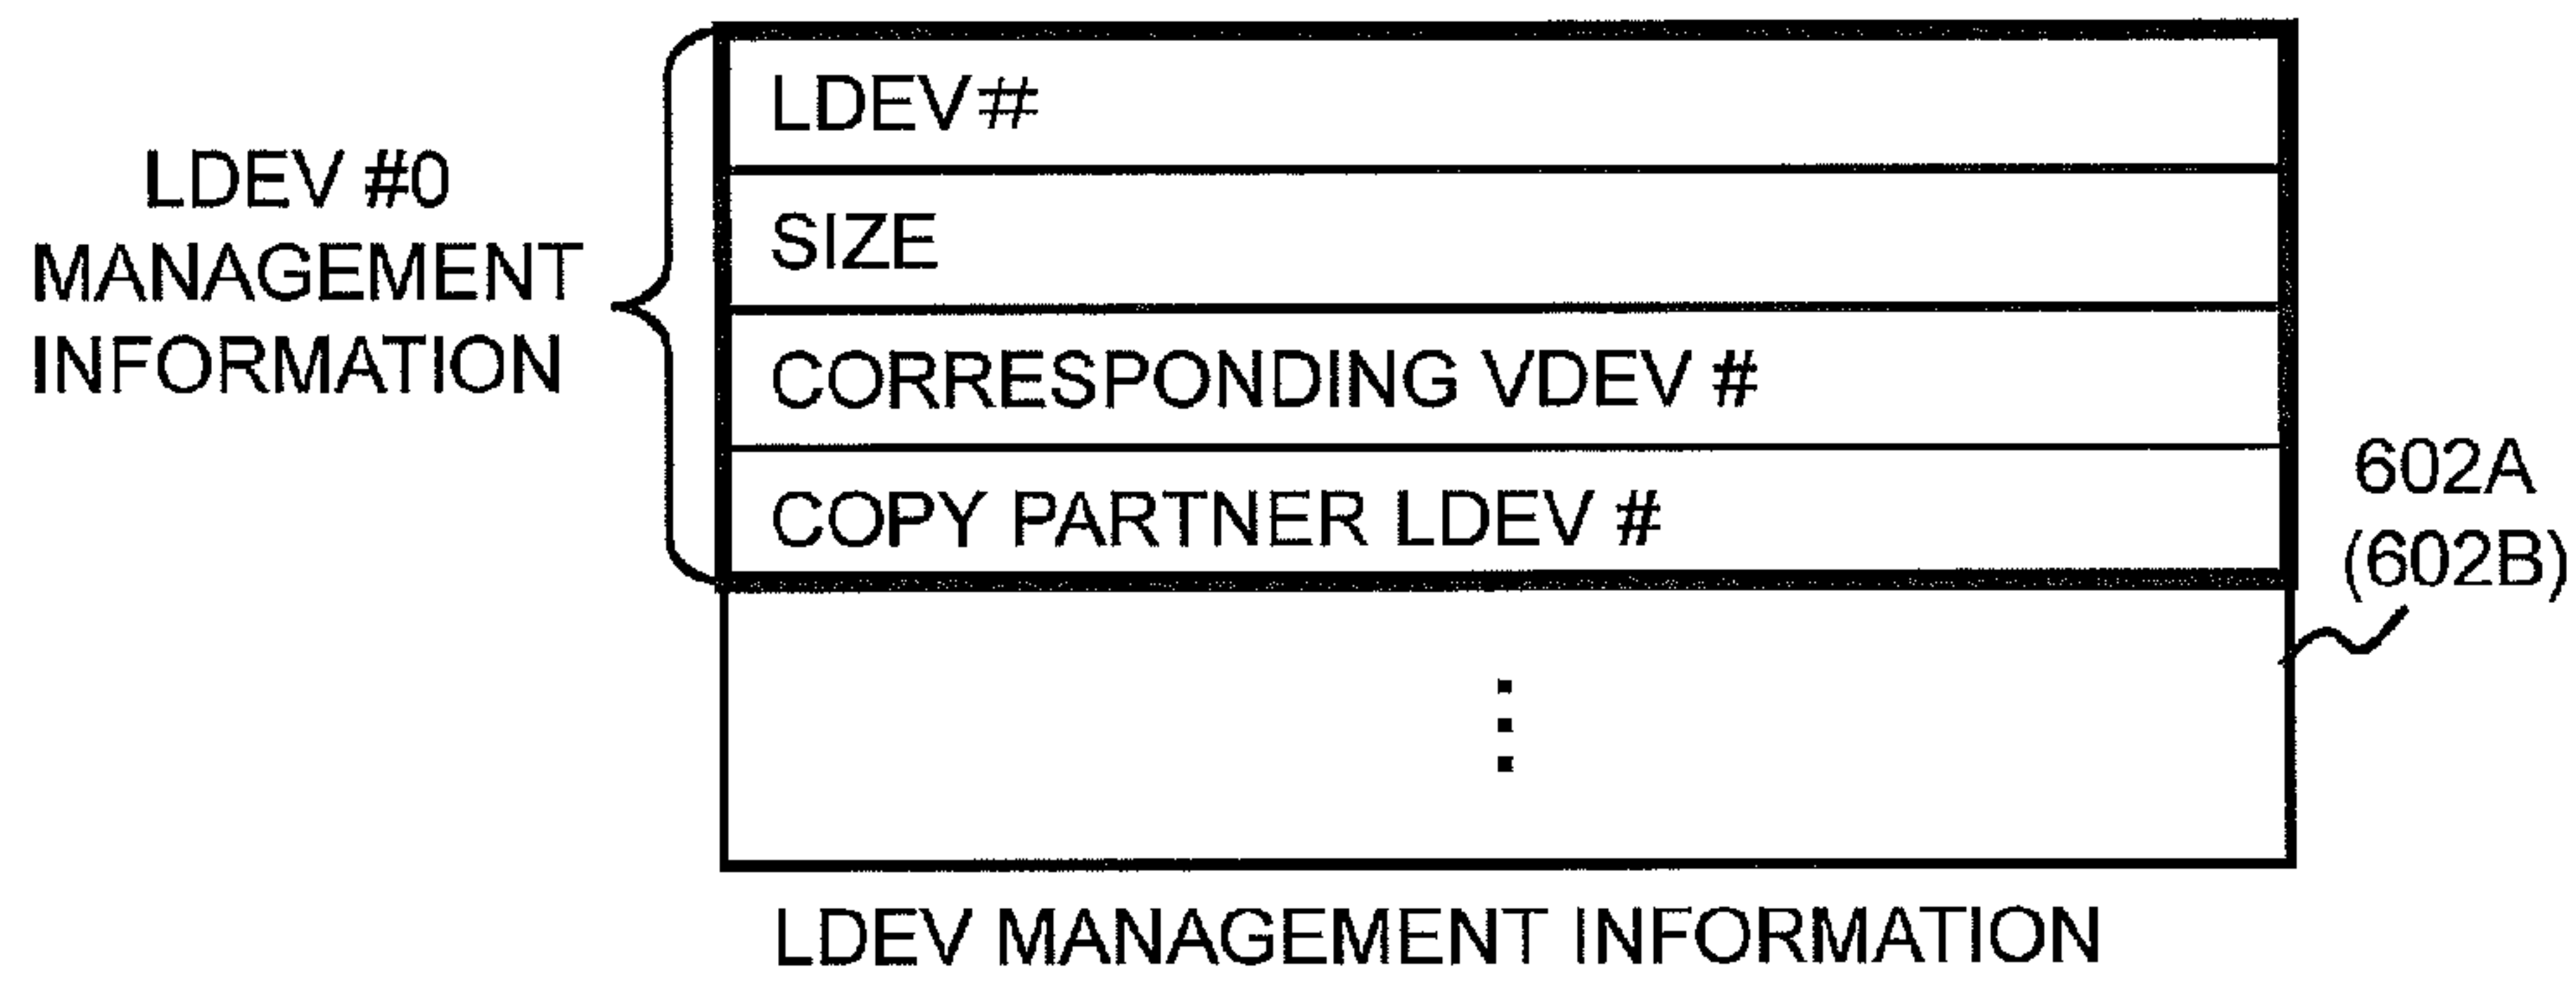 LDEV #0
MANAGEMENT
INFORMATION
LDEV#
SIZE
CORRESPONDING VDEV #
COPY PARTNER LDEV #
602A
(602B)
LDEV MANAGEMENT INFORMATION